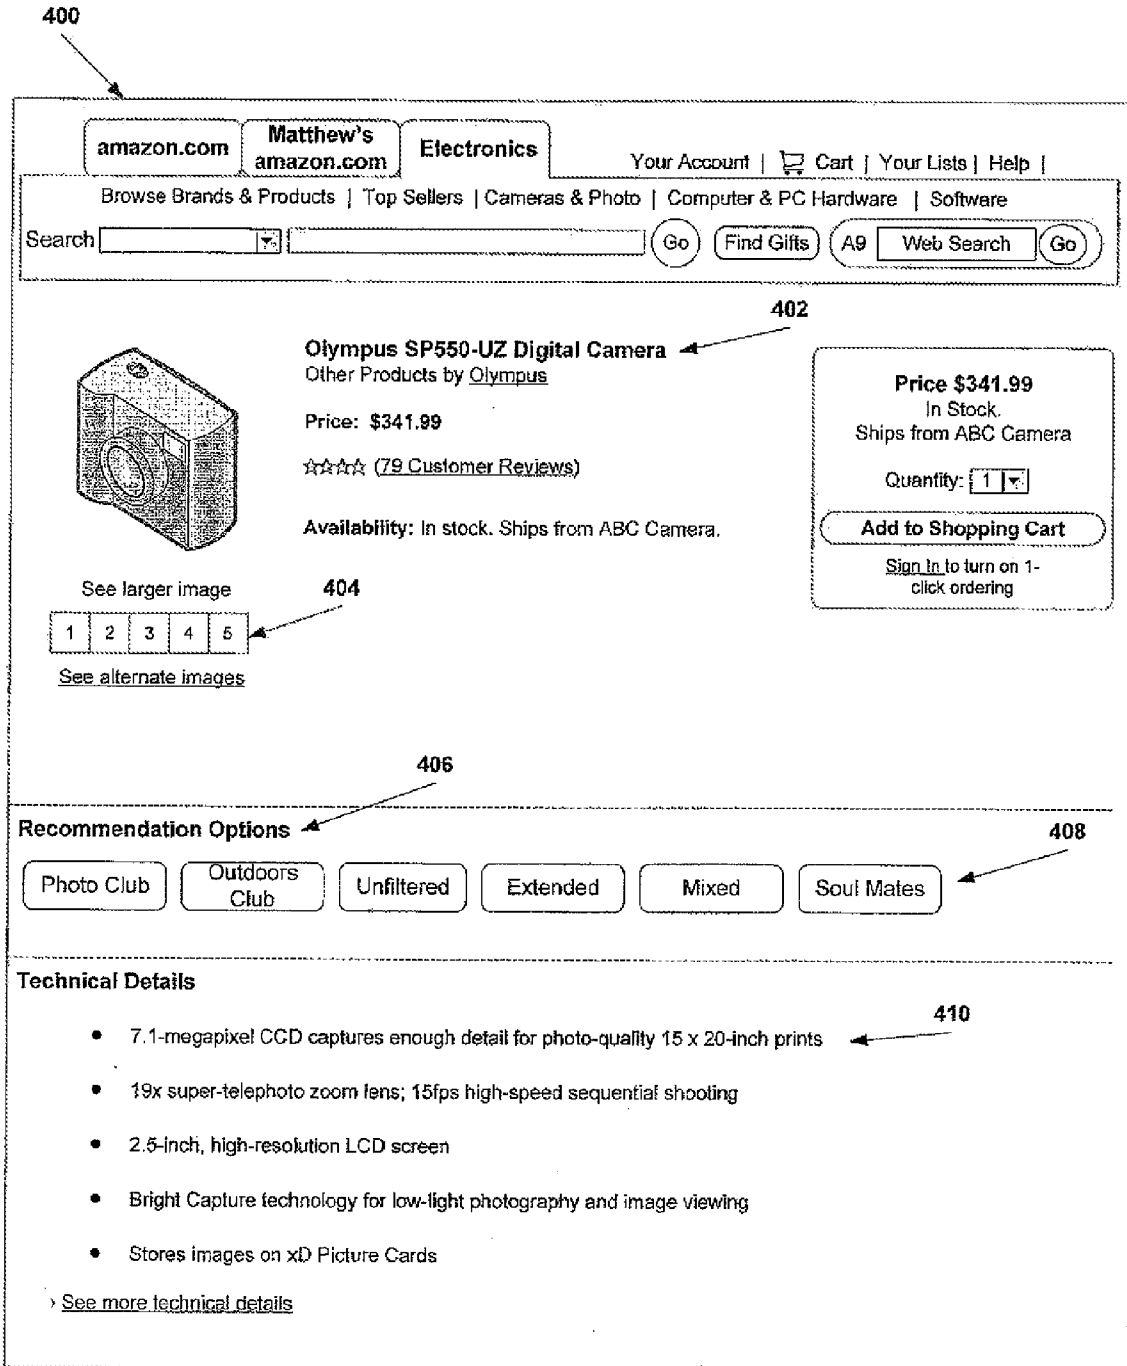 400
amazon.com
Matthew's
amazon.com
Electronics
Your Account | Cart | Your Lists | Help |
Browse Brands & Products | Top Sellers | Cameras & Photo | Computer & PC Hardware | Software
Search Go Find Gifts A9 Web Search Go
402
Olympus SP550-UZ Digital Camera
Other Products by Olympus
Price: $341.99
(79 Customer Reviews)
Availability: In stock. Ships from ABC Camera.
Price $341.99
In Stock.
Ships from ABC Camera
Quantity: 1
Add to Shopping Cart
Sign In to turn on 1-
click ordering
See larger image
404
1 2 3 4 5
See alternate images
406
Recommendation Options
408
Photo Club
Outdoors
Club
Unfiltered
Extended
Mixed
Soul Mates
Technical Details
410
• 7.1-megapixel CCD captures enough detail for photo-quality 15 x 20-inch prints
• 19x super-telephoto zoom lens; 15fps high-speed sequential shooting
• 2.5-inch, high-resolution LCD screen
• Bright Capture technology for low-light photography and image viewing
• Stores images on xD Picture Cards
› See more technical details